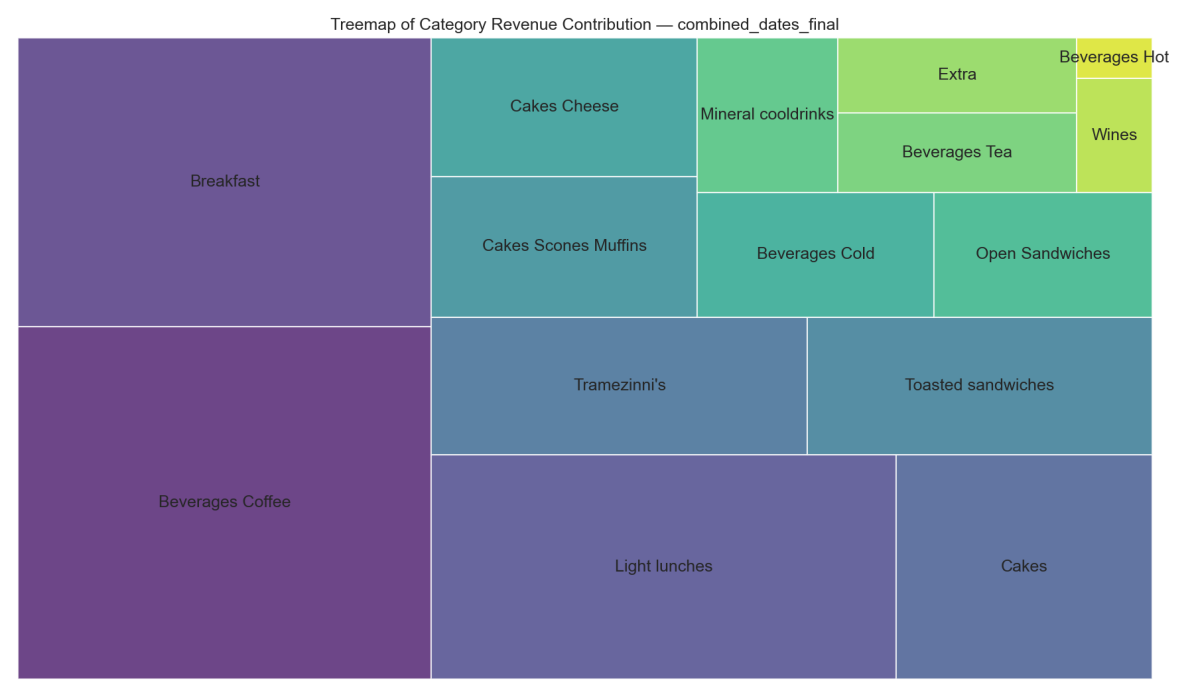 Treemap of Category Revenue Contribution — combined_dates_final
Breakfast
Cakes Cheese
Mineral cooldrinks
Extra
Beverages Hot
Beverages Tea
Wines
Cakes Scones Muffins
Beverages Cold
Open Sandwiches
Tramezinni's
Toasted sandwiches
Beverages Coffee
Light lunches
Cakes